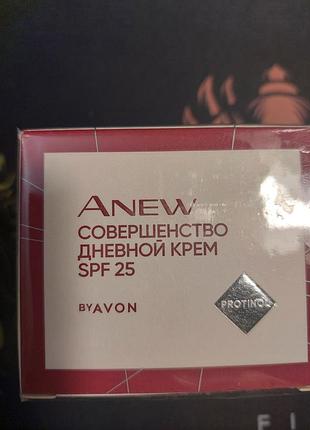 ANEW
СОВЕРШЕНСТВО
ДНЕВНОЙ КРЕМ
SPF 25
BY AVON
PROTINOL